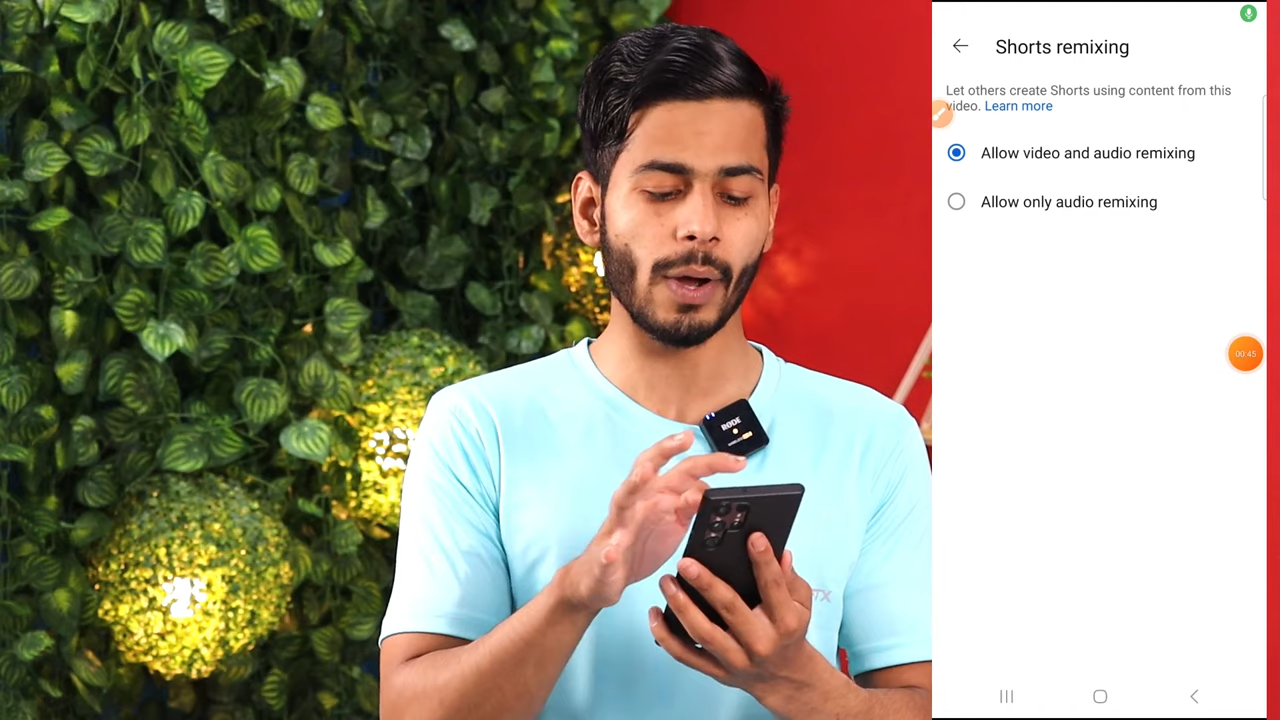 Shorts remixing
Let others create Shorts using content from this
video. Learn more
Allow video and audio remixing
Allow only audio remixing
00:45
RODE
TX